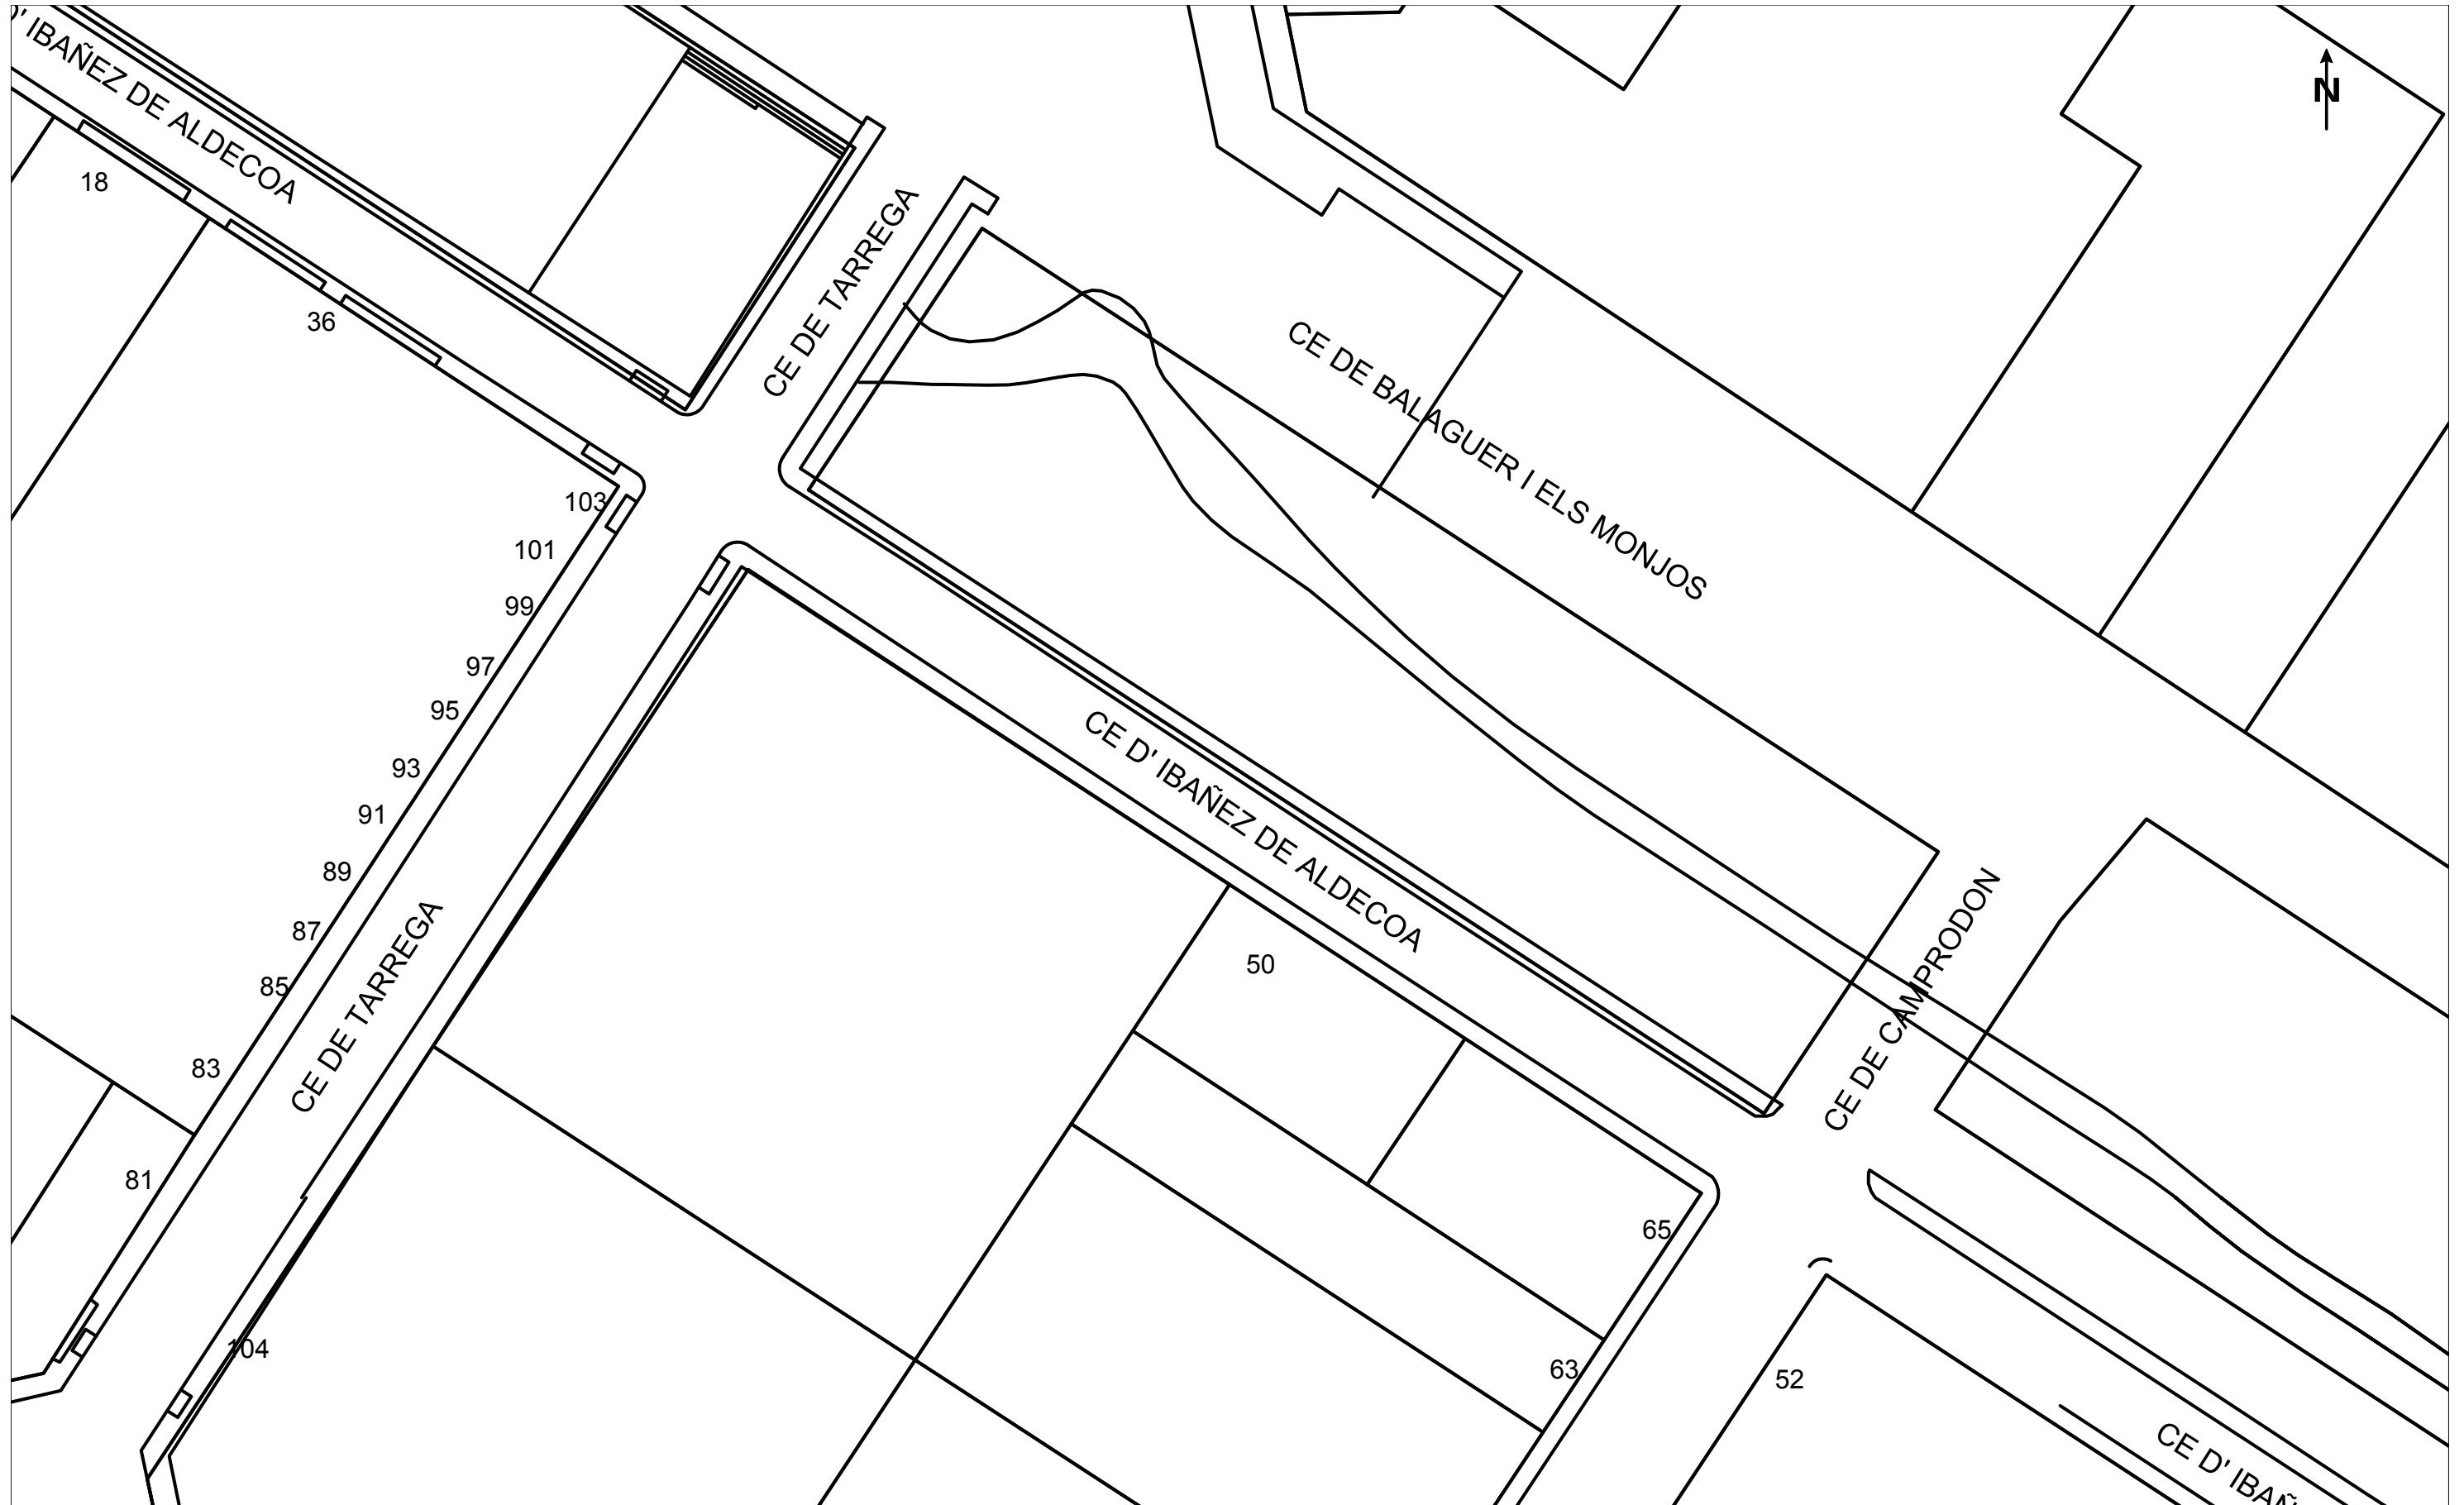 D' IBAÑEZ DE ALDECOA
N
18
CE DE TARREGA
36
CE DE BALAGUER I ELS MONJOS
103
101
99
97
95
93
91
89
87
85
83
81
CE DE TARREGA
CE D' IBAÑEZ DE ALDECOA
50
CE DE CAMPRODON
65
63
52
104
CE D' IBAÑ